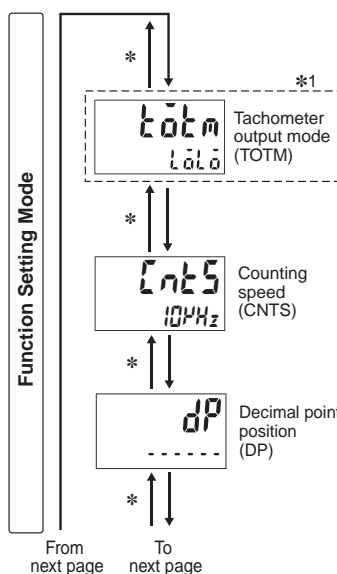 Function Setting Mode
*
*1
totm
LoLo
Tachometer
output mode
(TOTM)
*
CntS
10kHz
Counting
speed
(CNTS)
*
dP
------
Decimal point
position
(DP)
*
From
next page
To
next page